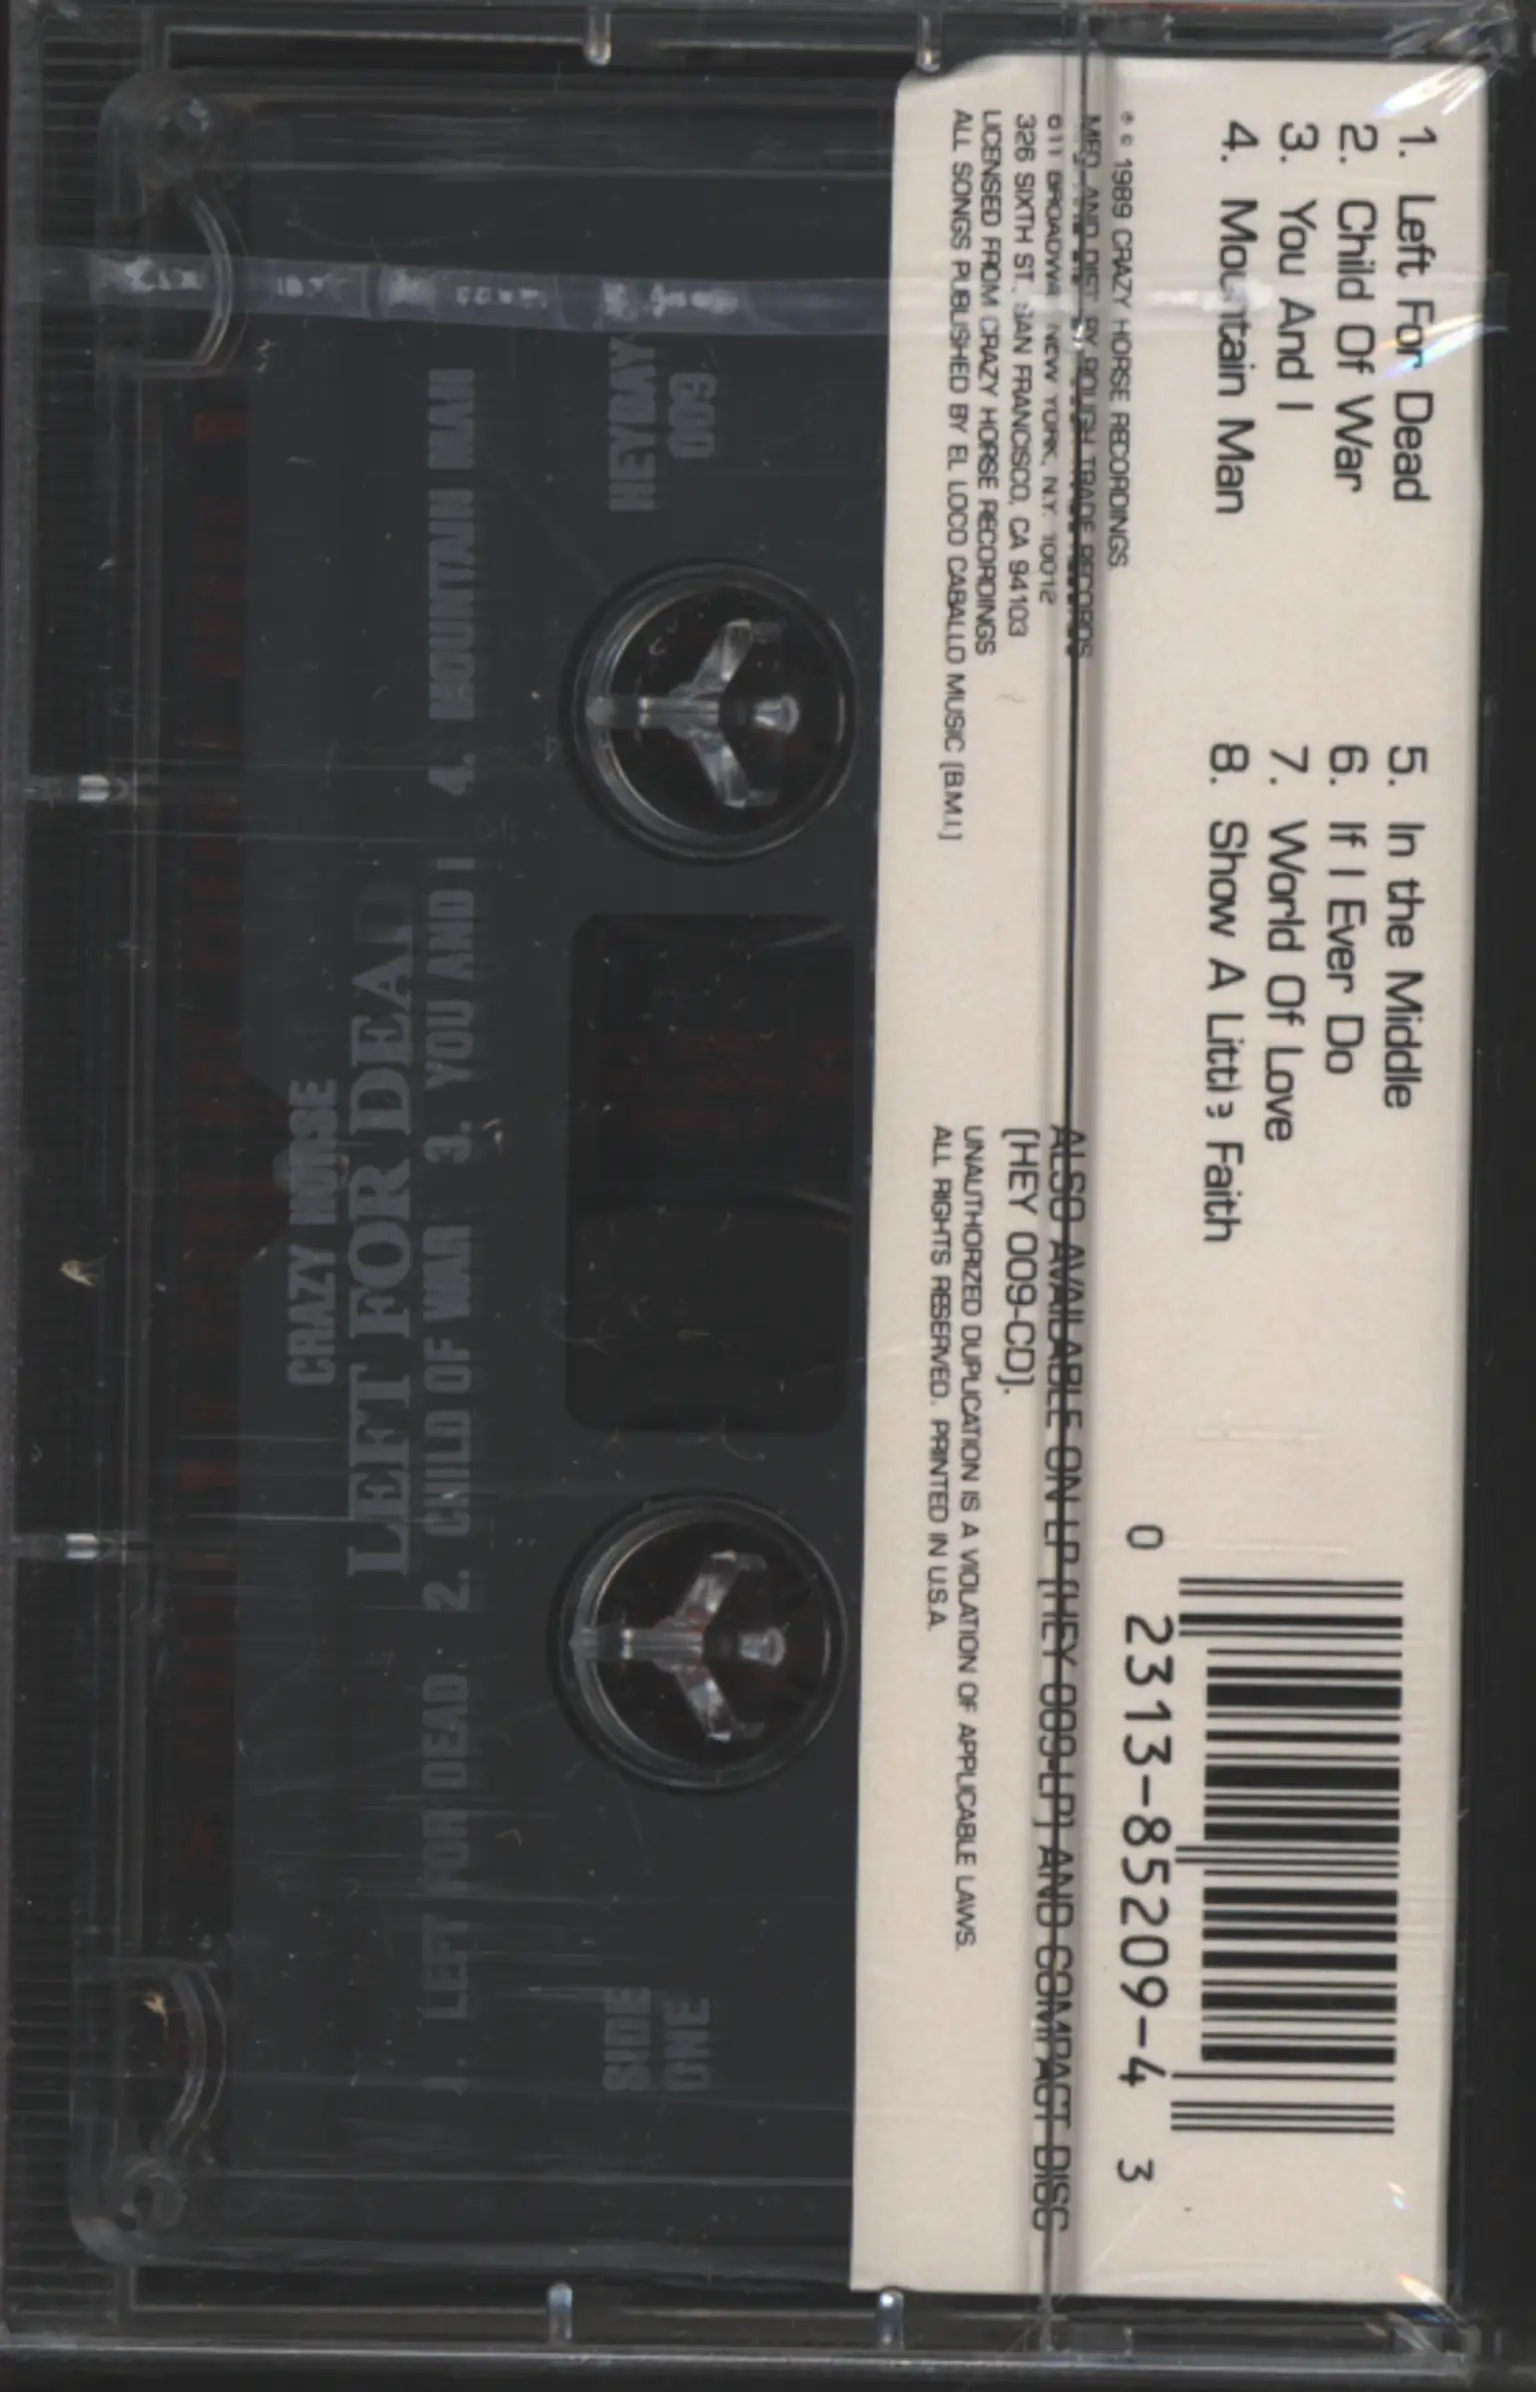 1. Left For Dead
2. Child Of War
3. You And I
4. Mountain Man
5. In the Middle
6. If I Ever Do
7. World Of Love
8. Show A Little Faith
0 2313-85209-4 3
℗ © 1989 CRAZY HORSE RECORDINGS
MFD. AND DIST. BY ROUGH TRADE RECORDS
611 BROADWAY NEW YORK, N.Y. 10012
326 SIXTH ST., SAN FRANCISCO, CA 94103
LICENSED FROM CRAZY HORSE RECORDINGS
ALL SONGS PUBLISHED BY EL LOCO CABALLO MUSIC (B.M.I.)
ALSO AVAILABLE ON LP (HEY 009-LP) AND COMPACT DISC
(HEY 009-CD).
UNAUTHORIZED DUPLICATION IS A VIOLATION OF APPLICABLE LAWS.
ALL RIGHTS RESERVED. PRINTED IN U.S.A.
HEYDAY
009
SIDE
ONE
1. LEFT FOR DEAD 2. CHILD OF WAR 3. YOU AND I 4. MOUNTAIN MAN
LEFT FOR DEAD
CRAZY HORSE